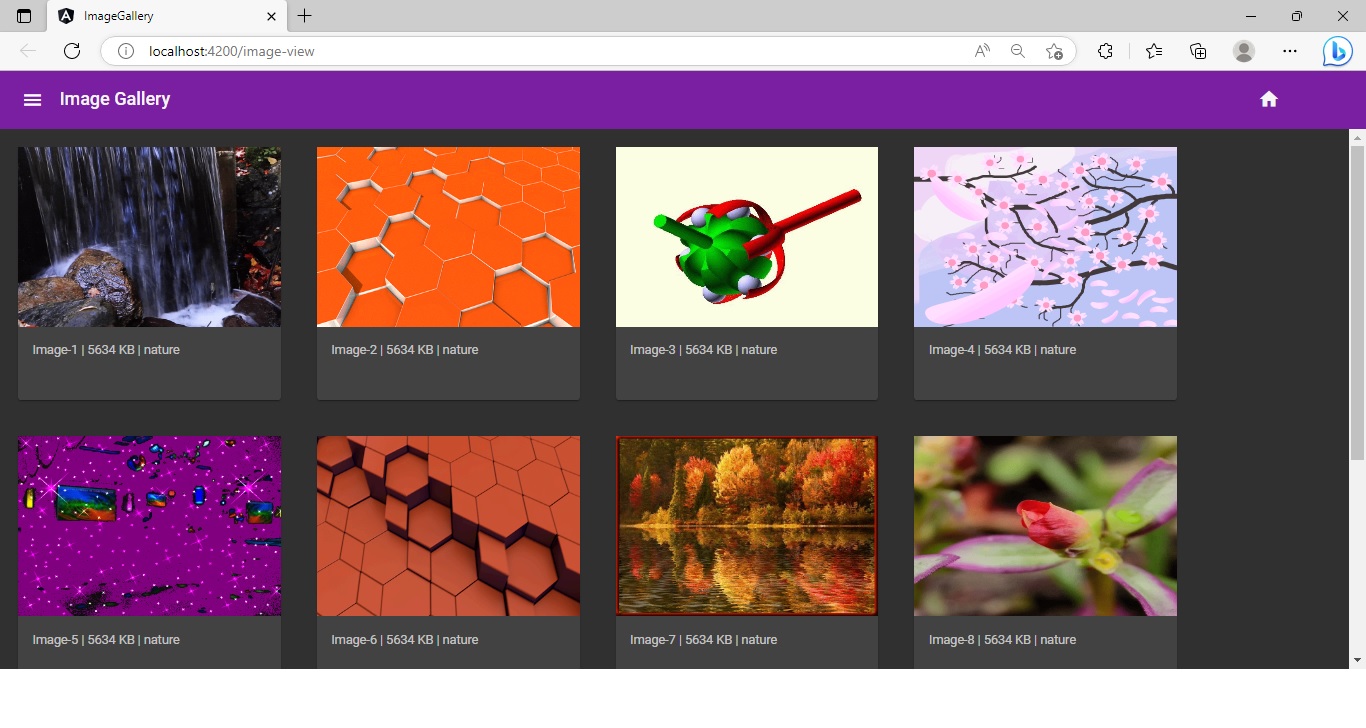 ImageGallery
localhost:4200/image-view
Image Gallery
Image-1 | 5634 KB | nature
Image-2 | 5634 KB | nature
Image-3 | 5634 KB | nature
Image-4 | 5634 KB | nature
Image-5 | 5634 KB | nature
Image-6 | 5634 KB | nature
Image-7 | 5634 KB | nature
Image-8 | 5634 KB | nature